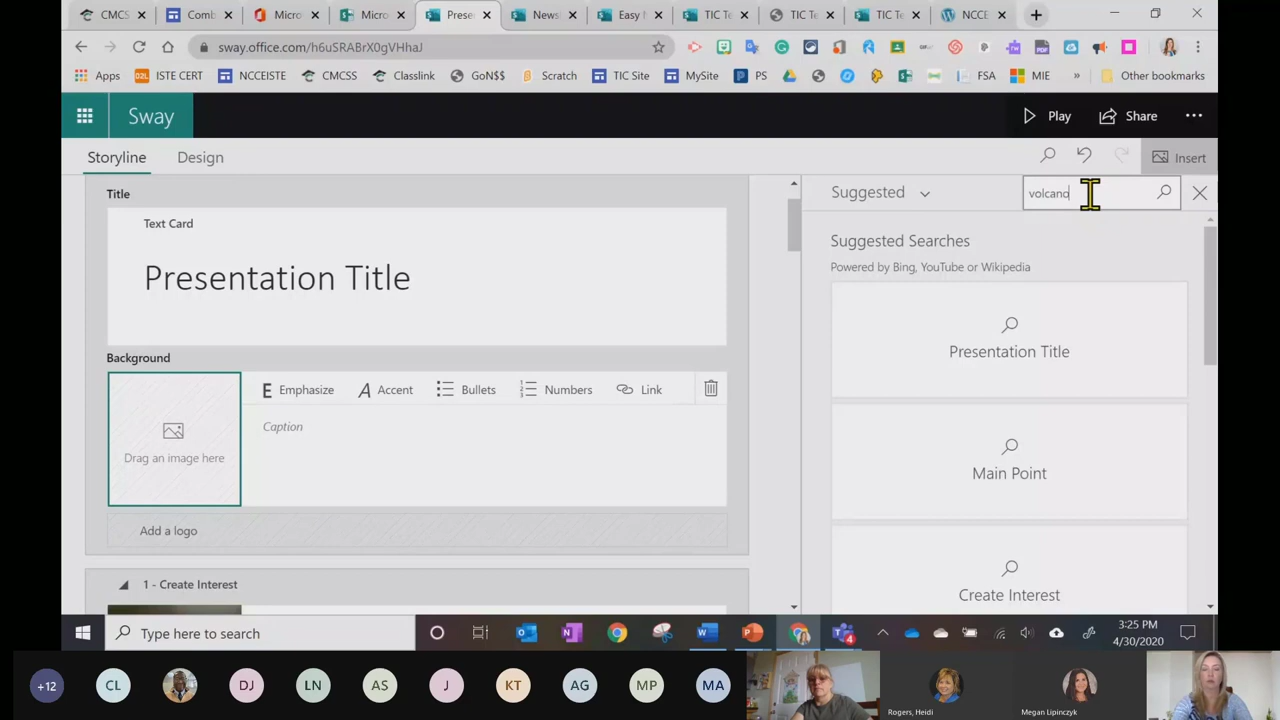 CMCS
Comb
Micro
Micro
Prese
Newsl
Easy f
TIC Te
TIC Te
TIC Te
NCCE
sway.office.com/h6uSRABrX0gVHhaJ
Apps
D2L ISTE CERT
NCCEISTE
CMCSS
Classlink
GoN$$
Scratch
TIC Site
MySite
PS
FSA
MIE
»
Other bookmarks
Sway
Play
Share
Storyline
Design
Insert
Title
Text Card
Presentation Title
Background
E Emphasize
A Accent
Bullets
Numbers
Link
Drag an image here
Caption
Add a logo
1 - Create Interest
Suggested
volcano
Suggested Searches
Powered by Bing, YouTube or Wikipedia
Presentation Title
Main Point
Create Interest
Type here to search
3:25 PM
4/30/2020
+12
CL
DJ
LN
AS
J
KT
AG
MP
MA
Rogers, Heidi
Megan Lipinczyk